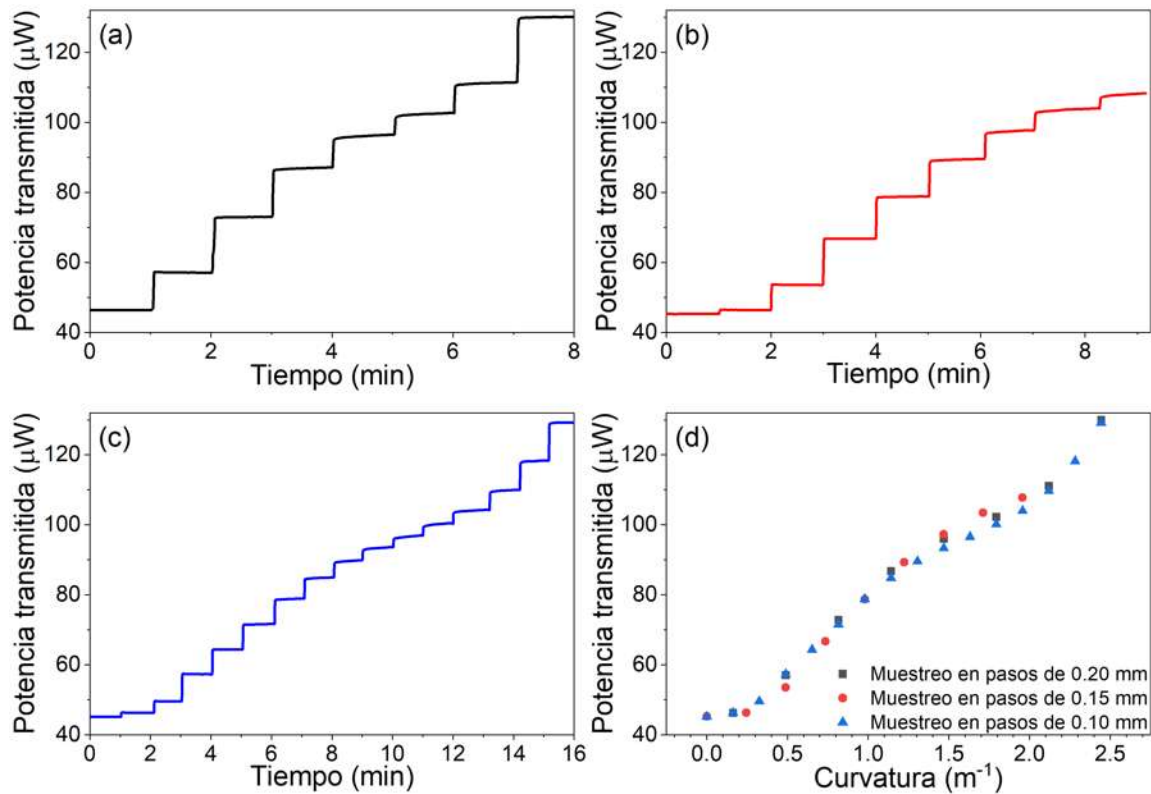 (a)
Potencia transmitida (μW)
120
100
80
60
40
0 2 4 6 8
Tiempo (min)
(b)
Potencia transmitida (μW)
120
100
80
60
40
0 2 4 6 8
Tiempo (min)
(c)
Potencia transmitida (μW)
120
100
80
60
40
0 2 4 6 8 10 12 14 16
Tiempo (min)
(d)
Potencia transmitida (μW)
120
100
80
60
40
Muestreo en pasos de 0.20 mm
Muestreo en pasos de 0.15 mm
Muestreo en pasos de 0.10 mm
0.0 0.5 1.0 1.5 2.0 2.5
Curvatura (m⁻¹)